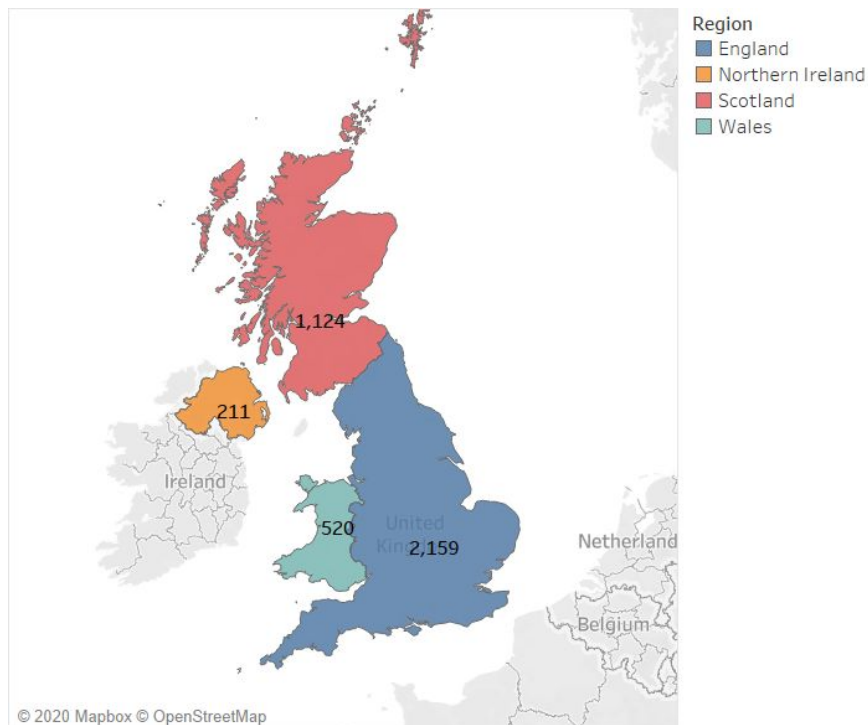 Region
England
Northern Ireland
Scotland
Wales
1,124
211
Ireland
520
United
Kingdom
2,159
Netherland
Belgium
© 2020 Mapbox © OpenStreetMap